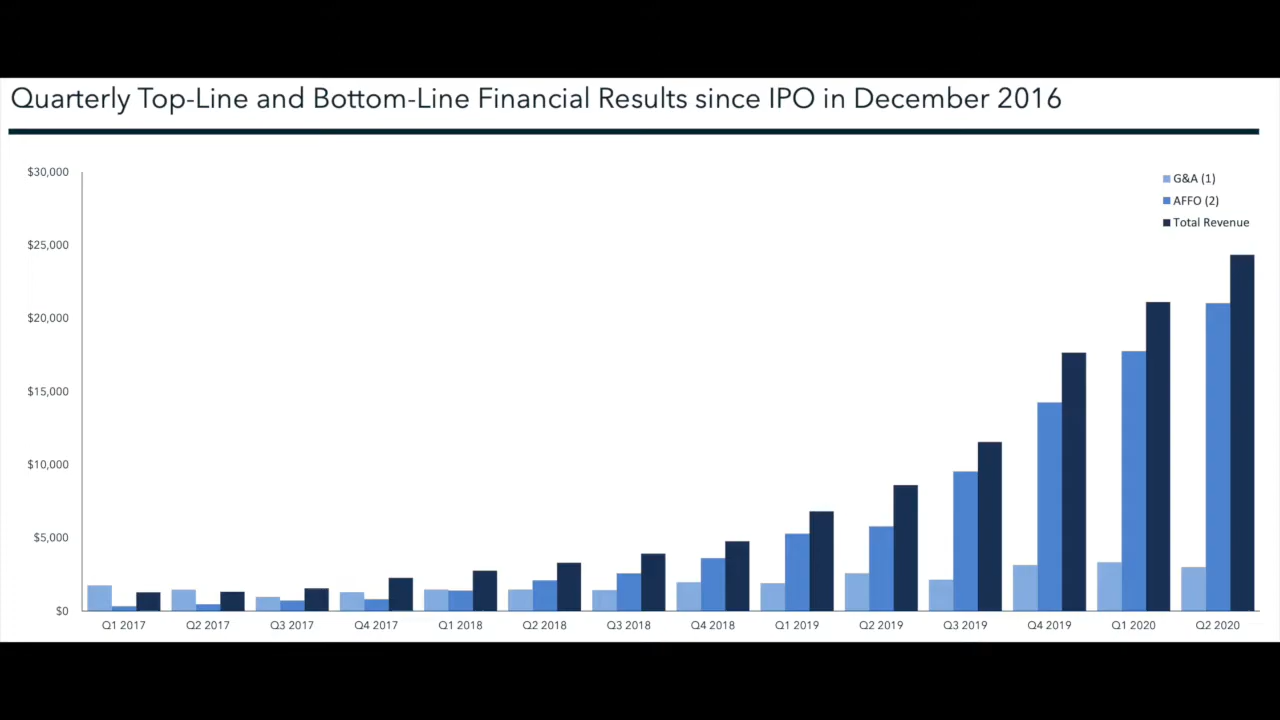 Quarterly Top-Line and Bottom-Line Financial Results since IPO in December 2016
$30,000
$25,000
$20,000
$15,000
$10,000
$5,000
$0
G&A (1)
AFFO (2)
Total Revenue
Q1 2017 Q2 2017 Q3 2017 Q4 2017 Q1 2018 Q2 2018 Q3 2018 Q4 2018 Q1 2019 Q2 2019 Q3 2019 Q4 2019 Q1 2020 Q2 2020